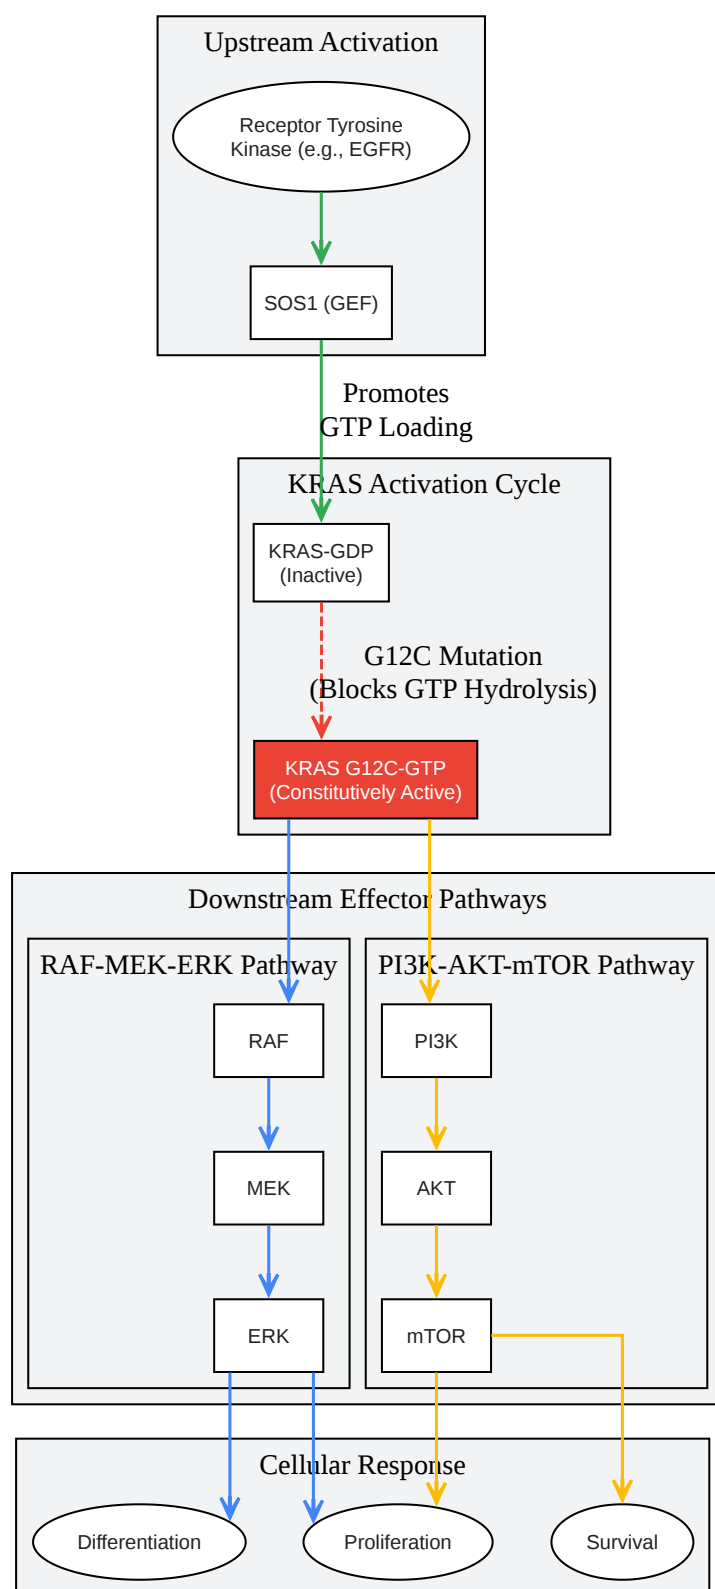 Upstream Activation
Receptor Tyrosine
Kinase (e.g., EGFR)
SOS1 (GEF)
Promotes
GTP Loading
KRAS Activation Cycle
KRAS-GDP
(Inactive)
G12C Mutation
(Blocks GTP Hydrolysis)
KRAS G12C-GTP
(Constitutively Active)
Downstream Effector Pathways
RAF-MEK-ERK Pathway
PI3K-AKT-mTOR Pathway
RAF
PI3K
MEK
AKT
ERK
mTOR
Cellular Response
Differentiation
Proliferation
Survival